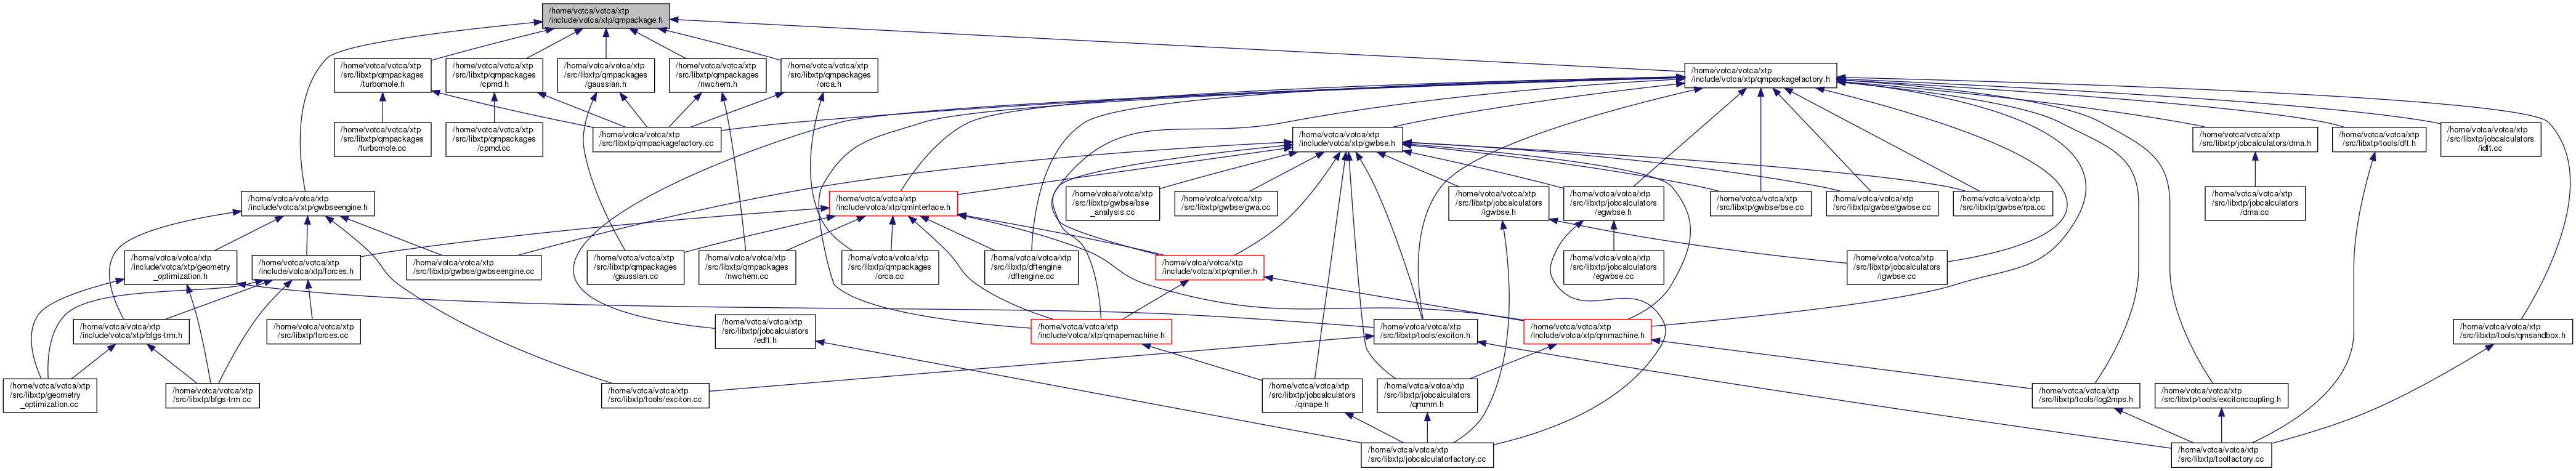 /home/votca/votca/xtp
/include/votca/xtp/qmpackage.h
/home/votca/votca/xtp
/src/libxtp/qmpackages
/turbomole.h
/home/votca/votca/xtp
/src/libxtp/qmpackages
/cpmd.h
/home/votca/votca/xtp
/src/libxtp/qmpackages
/gaussian.h
/home/votca/votca/xtp
/src/libxtp/qmpackages
/nwchem.h
/home/votca/votca/xtp
/src/libxtp/qmpackages
/orca.h
/home/votca/votca/xtp
/include/votca/xtp/qmpackagefactory.h
/home/votca/votca/xtp
/src/libxtp/qmpackages
/turbomole.cc
/home/votca/votca/xtp
/src/libxtp/qmpackages
/cpmd.cc
/home/votca/votca/xtp
/src/libxtp/qmpackagefactory.cc
/home/votca/votca/xtp
/include/votca/xtp/gwbse.h
/home/votca/votca/xtp
/src/libxtp/jobcalculators/dma.h
/home/votca/votca/xtp
/src/libxtp/tools/dft.h
/home/votca/votca/xtp
/src/libxtp/jobcalculators
/idft.cc
/home/votca/votca/xtp
/include/votca/xtp/gwbseengine.h
/home/votca/votca/xtp
/include/votca/xtp/qminterface.h
/home/votca/votca/xtp
/src/libxtp/gwbse/bse
_analysis.cc
/home/votca/votca/xtp
/src/libxtp/gwbse/gwa.cc
/home/votca/votca/xtp
/src/libxtp/jobcalculators
/igwbse.h
/home/votca/votca/xtp
/src/libxtp/jobcalculators
/egwbse.h
/home/votca/votca/xtp
/src/libxtp/gwbse/bse.cc
/home/votca/votca/xtp
/src/libxtp/gwbse/gwbse.cc
/home/votca/votca/xtp
/src/libxtp/gwbse/rpa.cc
/home/votca/votca/xtp
/src/libxtp/jobcalculators
/dma.cc
/home/votca/votca/xtp
/include/votca/xtp/geometry
_optimization.h
/home/votca/votca/xtp
/include/votca/xtp/forces.h
/home/votca/votca/xtp
/src/libxtp/gwbse/gwbseengine.cc
/home/votca/votca/xtp
/src/libxtp/qmpackages
/gaussian.cc
/home/votca/votca/xtp
/src/libxtp/qmpackages
/nwchem.cc
/home/votca/votca/xtp
/src/libxtp/qmpackages
/orca.cc
/home/votca/votca/xtp
/src/libxtp/dftengine
/dftengine.cc
/home/votca/votca/xtp
/include/votca/xtp/qmiter.h
/home/votca/votca/xtp
/src/libxtp/jobcalculators
/egwbse.cc
/home/votca/votca/xtp
/src/libxtp/jobcalculators
/igwbse.cc
/home/votca/votca/xtp
/include/votca/xtp/bfgs-trm.h
/home/votca/votca/xtp
/src/libxtp/forces.cc
/home/votca/votca/xtp
/src/libxtp/jobcalculators
/edft.h
/home/votca/votca/xtp
/include/votca/xtp/qmapemachine.h
/home/votca/votca/xtp
/src/libxtp/tools/exciton.h
/home/votca/votca/xtp
/include/votca/xtp/qmmachine.h
/home/votca/votca/xtp
/src/libxtp/tools/qmsandbox.h
/home/votca/votca/xtp
/src/libxtp/geometry
_optimization.cc
/home/votca/votca/xtp
/src/libxtp/bfgs-trm.cc
/home/votca/votca/xtp
/src/libxtp/tools/exciton.cc
/home/votca/votca/xtp
/src/libxtp/jobcalculators
/qmape.h
/home/votca/votca/xtp
/src/libxtp/jobcalculators
/qmmm.h
/home/votca/votca/xtp
/src/libxtp/tools/log2mps.h
/home/votca/votca/xtp
/src/libxtp/tools/excitoncoupling.h
/home/votca/votca/xtp
/src/libxtp/jobcalculatorfactory.cc
/home/votca/votca/xtp
/src/libxtp/toolfactory.cc